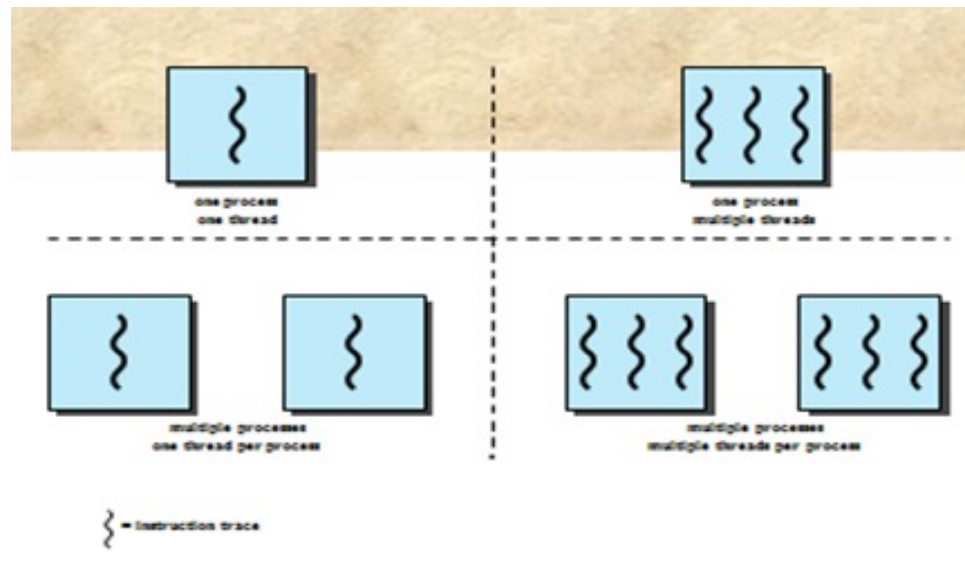 one process
one thread
one process
multiple threads
multiple processes
one thread per process
multiple processes
multiple threads per process
= instruction trace